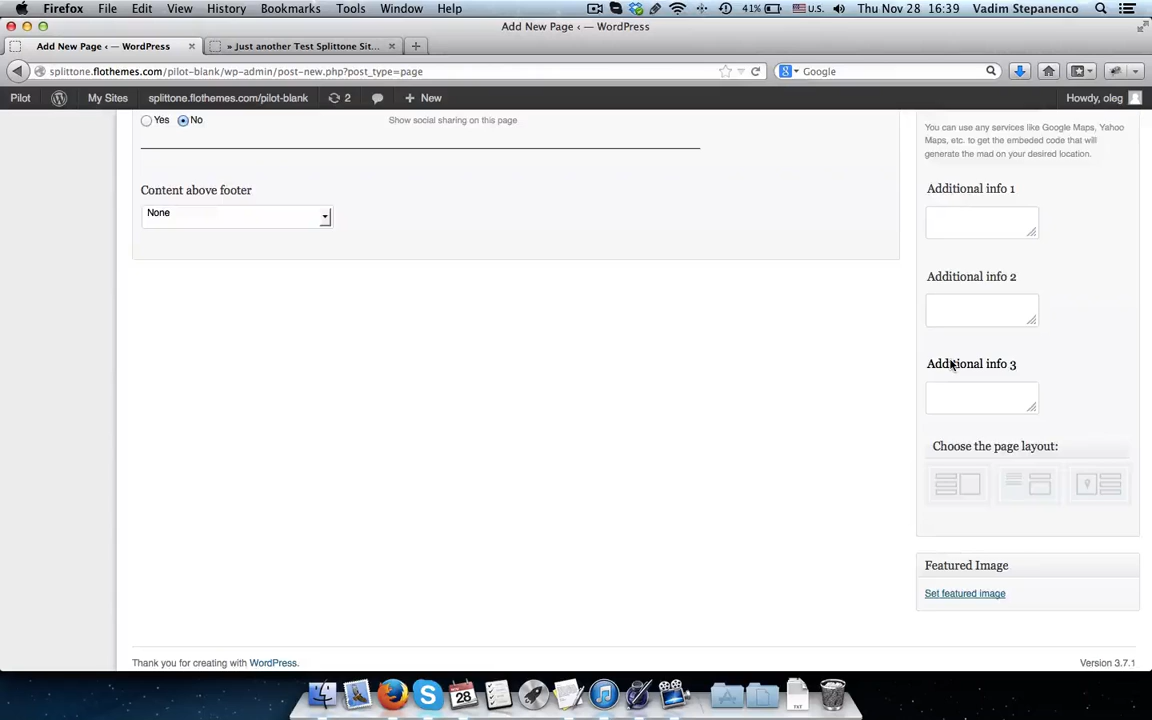 Firefox File Edit View History Bookmarks Tools Window Help 41% U.S. Thu Nov 28 16:39 Vadim Stepanenco
Add New Page ‹ — WordPress
Add New Page ‹ — WordPress × » Just another Test Splittone Sit... × +
splittone.flothemes.com/pilot-blank/wp-admin/post-new.php?post_type=page Google
Pilot My Sites splittone.flothemes.com/pilot-blank 2 + New Howdy, oleg
Yes No Show social sharing on this page
Content above footer
None
You can use any services like Google Maps, Yahoo
Maps, etc. to get the embeded code that will
generate the mad on your desired location.
Additional info 1
Additional info 2
Additional info 3
Choose the page layout:
Featured Image
Set featured image
Thank you for creating with WordPress. Version 3.7.1
28
TXT